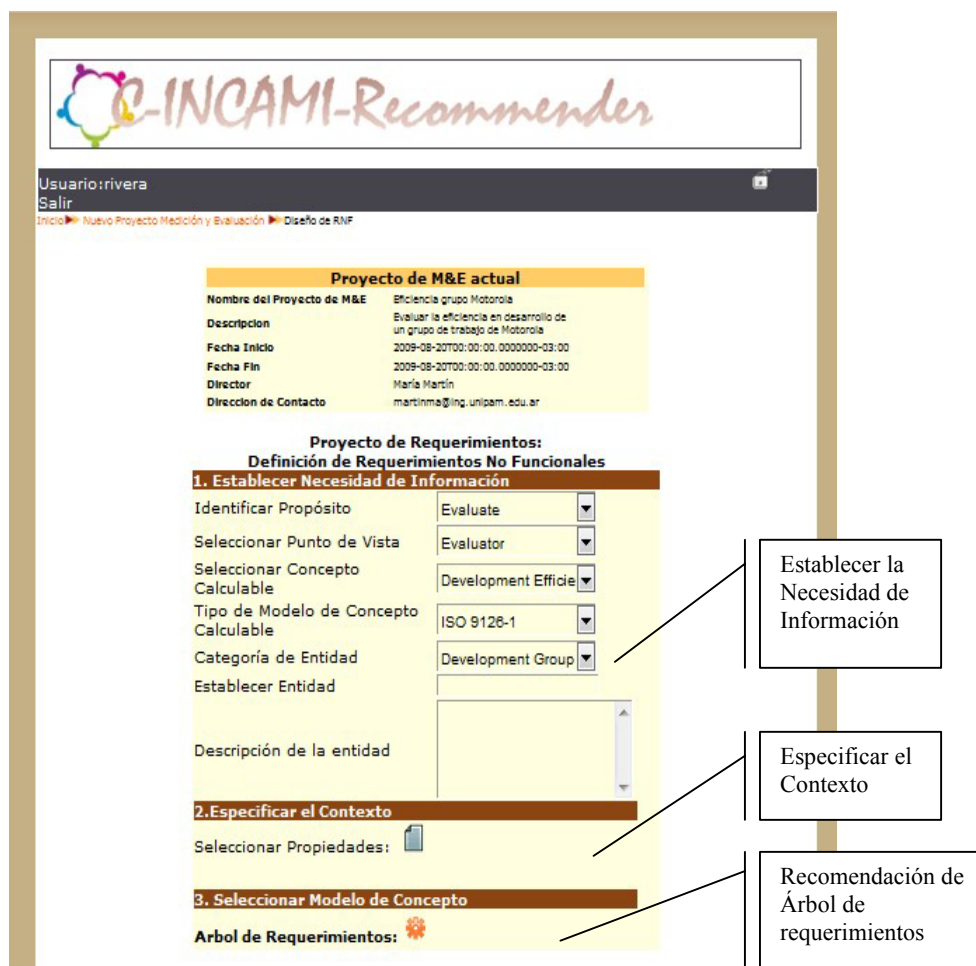 C-INCAMI-Recommender
Usuario:rivera
Salir
Inicio Nuevo Proyecto Medición y Evaluación Diseño de RNF
Proyecto de M&E actual
Nombre del Proyecto de M&E Eficiencia grupo Motorola
Descripcion Evaluar la eficiencia en desarrollo de
un grupo de trabajo de Motorola
Fecha Inicio 2009-08-20T00:00:00.0000000-03:00
Fecha Fin 2009-08-20T00:00:00.0000000-03:00
Director María Martín
Direccion de Contacto martinma@ing.unlpam.edu.ar
Proyecto de Requerimientos:
Definición de Requerimientos No Funcionales
1. Establecer Necesidad de Información
Identificar Propósito Evaluate
Seleccionar Punto de Vista Evaluator
Seleccionar Concepto
Calculable Development Efficie
Tipo de Modelo de Concepto
Calculable ISO 9126-1
Categoría de Entidad Development Group
Establecer Entidad
Descripción de la entidad
2.Especificar el Contexto
Seleccionar Propiedades:
3. Seleccionar Modelo de Concepto
Arbol de Requerimientos:
Establecer la
Necesidad de
Información
Especificar el
Contexto
Recomendación de
Árbol de
requerimientos